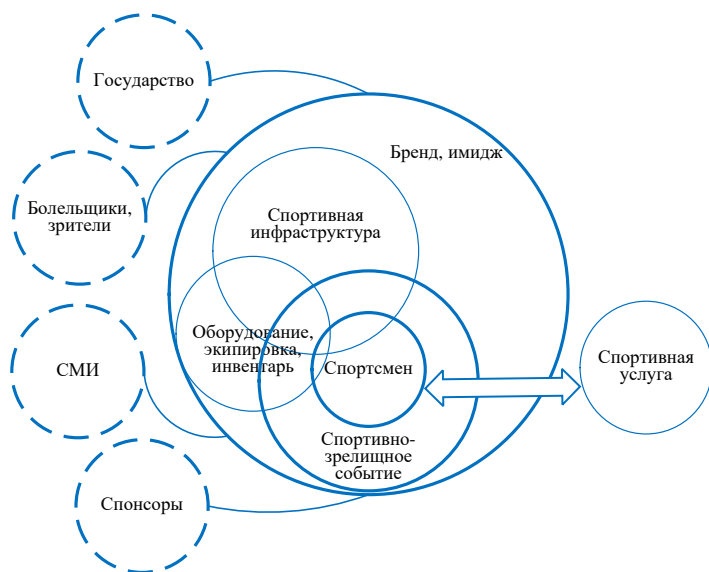 Государство
Бренд, имидж
Болельщики,
зрители
Спортивная
инфраструктура
Оборудование,
экипировка,
инвентарь
СМИ
Спортсмен
Спортивная
услуга
Спортивно-
зрелищное
событие
Спонсоры